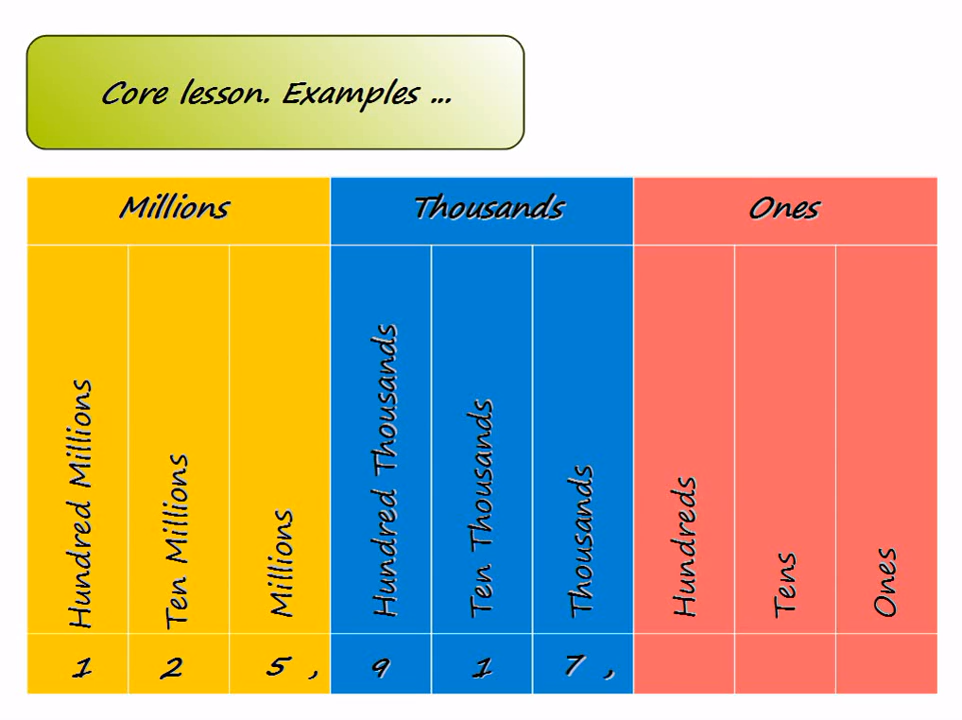 Core lesson. Examples ...
Millions Thousands Ones
Hundred Millions
Ten Millions
Millions
Hundred Thousands
Ten Thousands
Thousands
Hundreds
Tens
Ones
1 2 5 , 9 1 7 ,